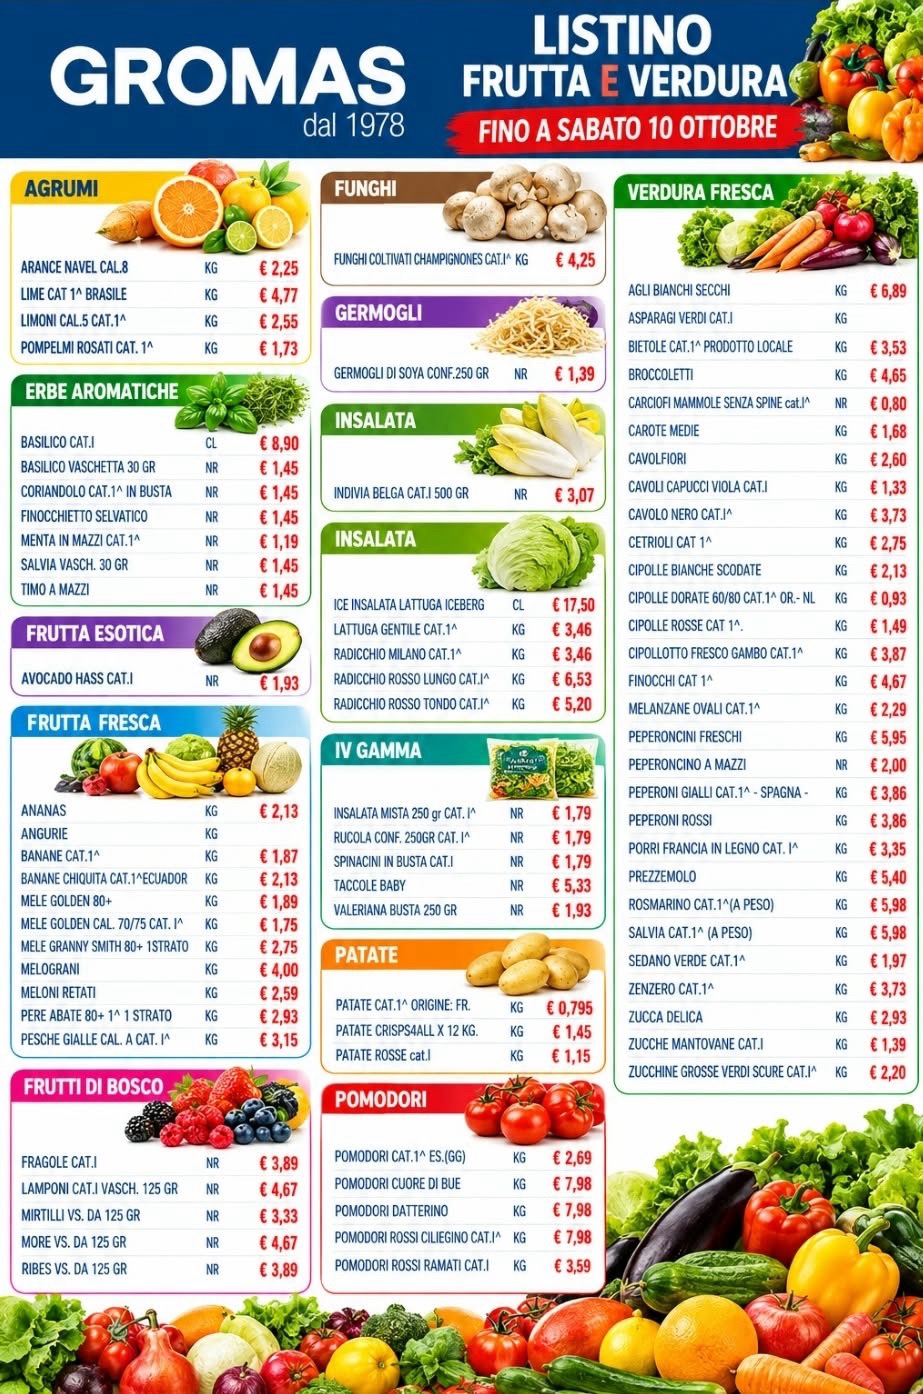 GROMAS
dal 1978
LISTINO
FRUTTA E VERDURA
FINO A SABATO 10 OTTOBRE
AGRUMI
ARANCE NAVEL CAL.8 KG € 2,25
LIME CAT 1^ BRASILE KG € 4,77
LIMONI CAL.5 CAT.1^ KG € 2,55
POMPELMI ROSATI CAT. 1^ KG € 1,73
ERBE AROMATICHE
BASILICO CAT.I CL € 8,90
BASILICO VASCHETTA 30 GR NR € 1,45
CORIANDOLO CAT.1^ IN BUSTA NR € 1,45
FINOCCHIETTO SELVATICO NR € 1,45
MENTA IN MAZZI CAT.1^ NR € 1,19
SALVIA VASCH. 30 GR NR € 1,45
TIMO A MAZZI NR € 1,45
FRUTTA ESOTICA
AVOCADO HASS CAT.I NR € 1,93
FRUTTA FRESCA
ANANAS KG € 2,13
ANGURIE KG
BANANE CAT.1^ KG € 1,87
BANANE CHIQUITA CAT.1^ECUADOR KG € 2,13
MELE GOLDEN 80+ KG € 1,89
MELE GOLDEN CAL. 70/75 CAT. I^ KG € 1,75
MELE GRANNY SMITH 80+ 1STRATO KG € 2,75
MELOGRANI KG € 4,00
MELONI RETATI KG € 2,59
PERE ABATE 80+ 1^ 1 STRATO KG € 2,93
PESCHE GIALLE CAL. A CAT. I^ KG € 3,15
FRUTTI DI BOSCO
FRAGOLE CAT.I NR € 3,89
LAMPONI CAT.I VASCH. 125 GR NR € 4,67
MIRTILLI VS. DA 125 GR NR € 3,33
MORE VS. DA 125 GR NR € 4,67
RIBES VS. DA 125 GR NR € 3,89
FUNGHI
FUNGHI COLTIVATI CHAMPIGNONES CAT.I^ KG € 4,25
GERMOGLI
GERMOGLI DI SOYA CONF.250 GR NR € 1,39
INSALATA
INDIVIA BELGA CAT.I 500 GR NR € 3,07
INSALATA
ICE INSALATA LATTUGA ICEBERG CL € 17,50
LATTUGA GENTILE CAT.1^ KG € 3,46
RADICCHIO MILANO CAT.1^ KG € 3,46
RADICCHIO ROSSO LUNGO CAT.I^ KG € 6,53
RADICCHIO ROSSO TONDO CAT.I^ KG € 5,20
IV GAMMA
INSALATA MISTA 250 gr CAT. I^ NR € 1,79
RUCOLA CONF. 250GR CAT. I^ NR € 1,79
SPINACINI IN BUSTA CAT.I NR € 1,79
TACCOLE BABY NR € 5,33
VALERIANA BUSTA 250 GR NR € 1,93
PATATE
PATATE CAT.1^ ORIGINE: FR. KG € 0,795
PATATE CRISPS4ALL X 12 KG. KG € 1,45
PATATE ROSSE cat.I KG € 1,15
POMODORI
POMODORI CAT.1^ ES.(GG) KG € 2,69
POMODORI CUORE DI BUE KG € 7,98
POMODORI DATTERINO KG € 7,98
POMODORI ROSSI CILIEGINO CAT.I^ KG € 7,98
POMODORI ROSSI RAMATI CAT.I KG € 3,59
VERDURA FRESCA
AGLI BIANCHI SECCHI KG € 6,89
ASPARAGI VERDI CAT.I KG
BIETOLE CAT.1^ PRODOTTO LOCALE KG € 3,53
BROCCOLETTI KG € 4,65
CARCIOFI MAMMOLE SENZA SPINE cat.I^ NR € 0,80
CAROTE MEDIE KG € 1,68
CAVOLFIORI KG € 2,60
CAVOLI CAPUCCI VIOLA CAT.I KG € 1,33
CAVOLO NERO CAT.I^ KG € 3,73
CETRIOLI CAT 1^ KG € 2,75
CIPOLLE BIANCHE SCODATE KG € 2,13
CIPOLLE DORATE 60/80 CAT.1^ OR.- NL KG € 0,93
CIPOLLE ROSSE CAT 1^. KG € 1,49
CIPOLLOTTO FRESCO GAMBO CAT.1^ KG € 3,87
FINOCCHI CAT 1^ KG € 4,67
MELANZANE OVALI CAT.1^ KG € 2,29
PEPERONCINI FRESCHI KG € 5,95
PEPERONCINO A MAZZI NR € 2,00
PEPERONI GIALLI CAT.1^ - SPAGNA - KG € 3,86
PEPERONI ROSSI KG € 3,86
PORRI FRANCIA IN LEGNO CAT. I^ KG € 3,35
PREZZEMOLO KG € 5,40
ROSMARINO CAT.1^(A PESO) KG € 5,98
SALVIA CAT.1^ (A PESO) KG € 5,98
SEDANO VERDE CAT.1^ KG € 1,97
ZENZERO CAT.1^ KG € 3,73
ZUCCA DELICA KG € 2,93
ZUCCHE MANTOVANE CAT.I KG € 1,39
ZUCCHINE GROSSE VERDI SCURE CAT.I^ KG € 2,20